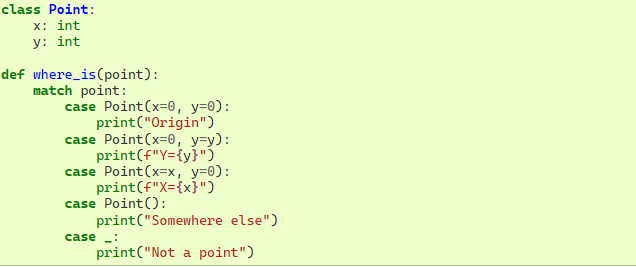 class Point:
    x: int
    y: int

def where_is(point):
    match point:
        case Point(x=0, y=0):
            print("Origin")
        case Point(x=0, y=y):
            print(f"Y={y}")
        case Point(x=x, y=0):
            print(f"X={x}")
        case Point():
            print("Somewhere else")
        case _:
            print("Not a point")